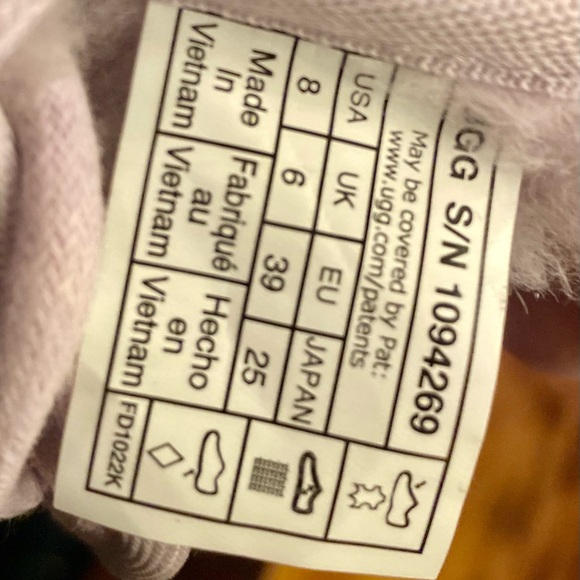 UGG S/N 1094269
May be covered by Pat:
www.ugg.com/patents
USA UK EU JAPAN
8 6 39 25
Made In Vietnam
Fabriqué au Vietnam
Hecho en Vietnam
FD1022K